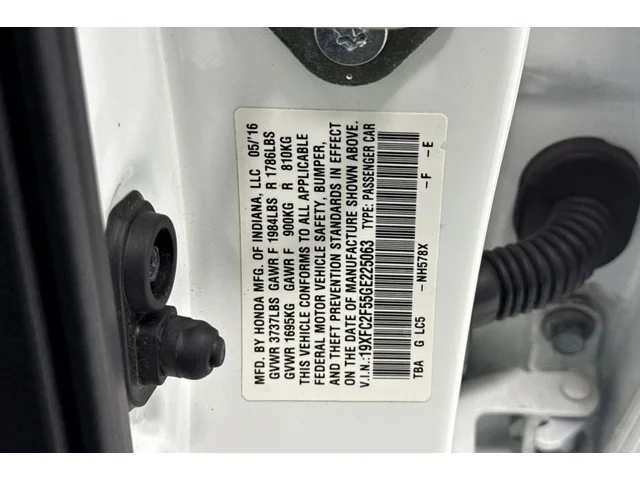 MFD. BY HONDA MFG. OF INDIANA, LLC 05/'16
GVWR 3737LBS GAWR F 1984LBS R 1786LBS
GVWR 1695KG GAWR F 900KG R 810KG
THIS VEHICLE CONFORMS TO ALL APPLICABLE
FEDERAL MOTOR VEHICLE SAFETY, BUMPER,
AND THEFT PREVENTION STANDARDS IN EFFECT
ON THE DATE OF MANUFACTURE SHOWN ABOVE.
V.I.N.:19XFC2F55GE225063 TYPE: PASSENGER CAR
TBA G LC5 -NH578X -F -E